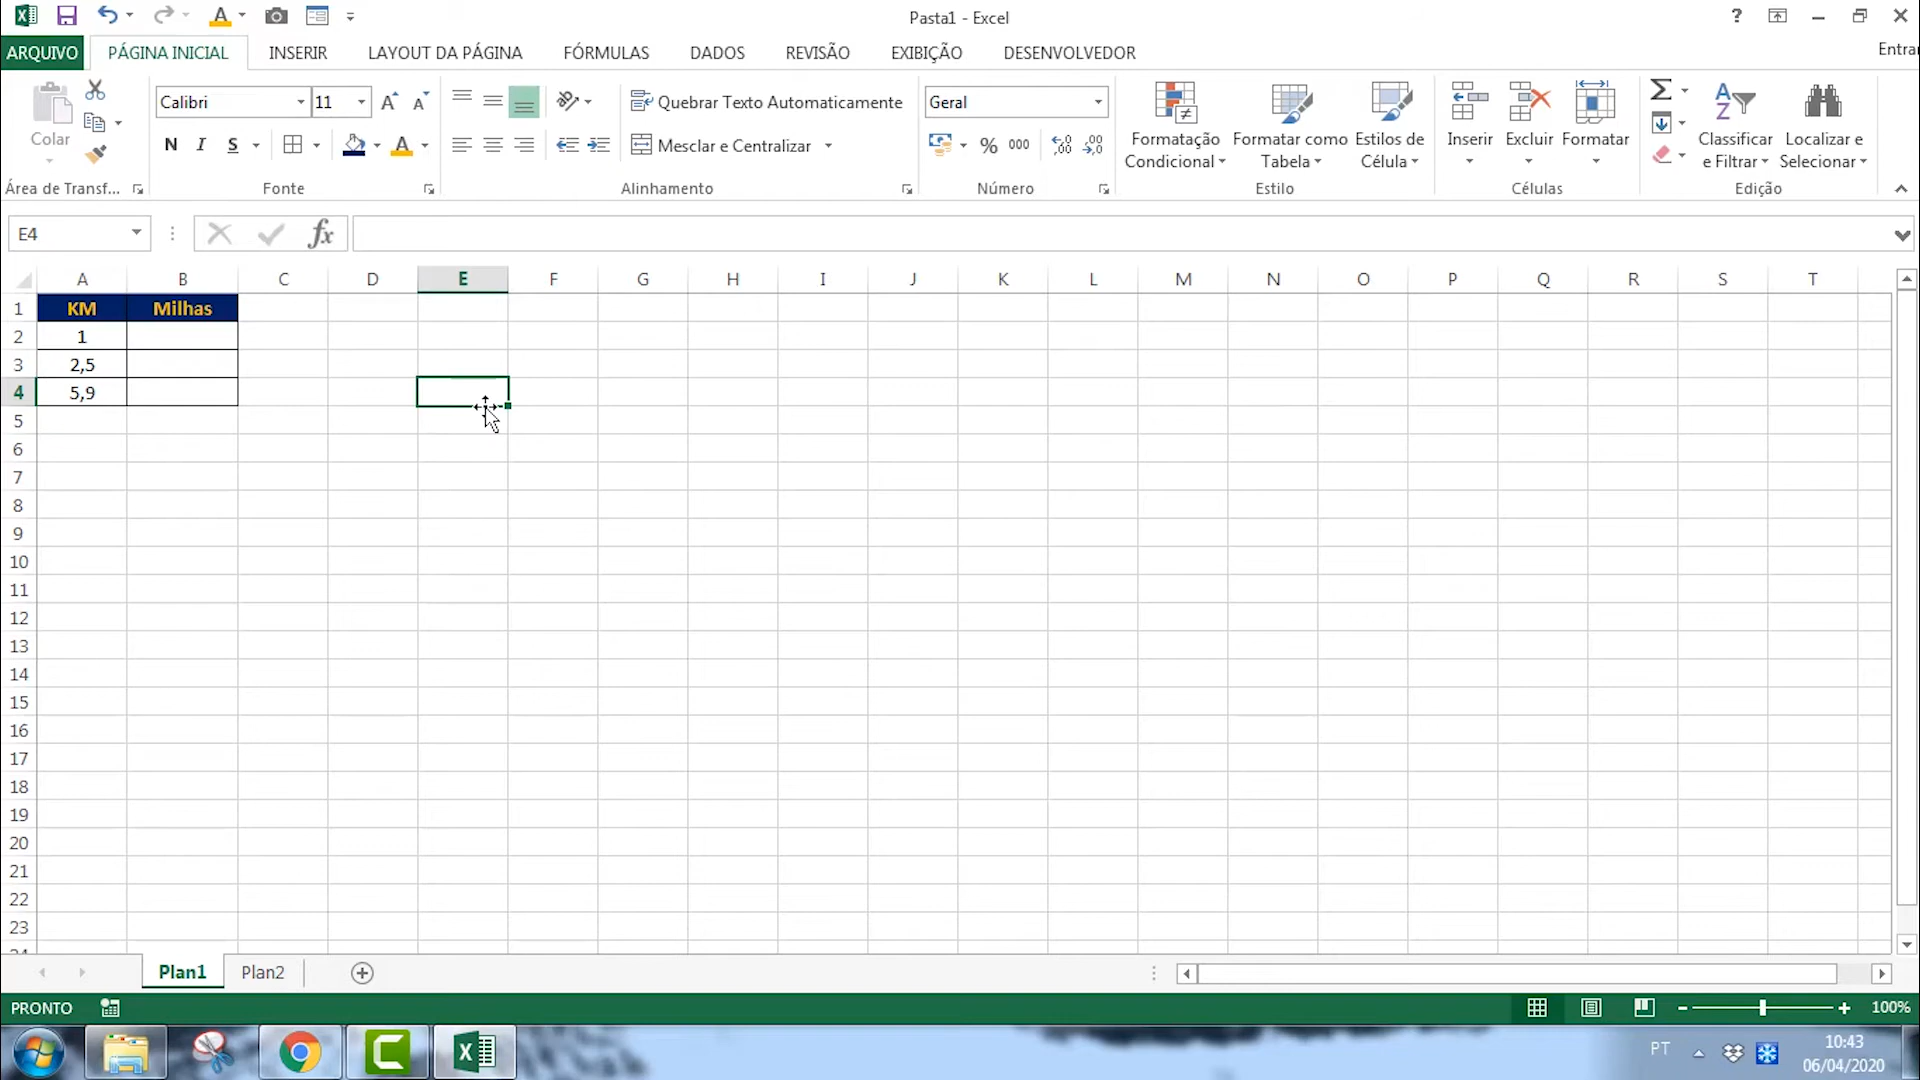 Pasta1 - Excel
?
Entrar
ARQUIVO PÁGINA INICIAL INSERIR LAYOUT DA PÁGINA FÓRMULAS DADOS REVISÃO EXIBIÇÃO DESENVOLVEDOR
Colar
Calibri 11
N I S
Quebrar Texto Automaticamente
Mesclar e Centralizar
Geral
% 000
Formatação Condicional
Formatar como Tabela
Estilos de Célula
Inserir
Excluir
Formatar
Classificar e Filtrar
Localizar e Selecionar
Área de Transf... Fonte Alinhamento Número Estilo Células Edição
E4 fx
A B C D E F G H I J K L M N O P Q R S T
1 KM Milhas
2 1
3 2,5
4 5,9
5
6
7
8
9
10
11
12
13
14
15
16
17
18
19
20
21
22
23
24
Plan1 Plan2
PRONTO 100%
PT 10:43
06/04/2020